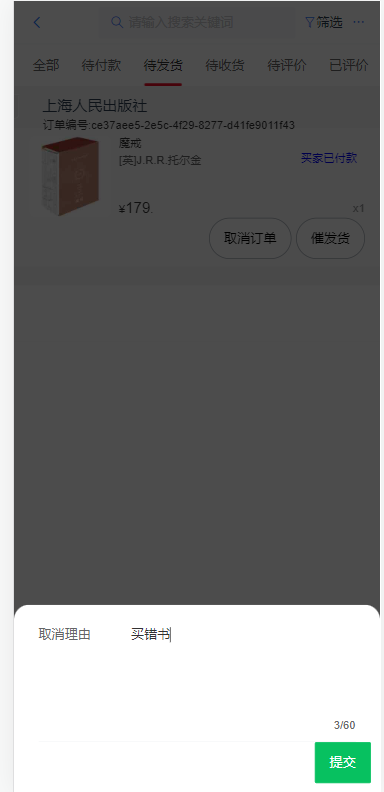 请输入搜索关键词 筛选 ···
全部 待付款 待发货 待收货 待评价 已评价
上海人民出版社
订单编号:ce37aee5-2e5c-4f29-8277-d41fe9011f43
魔戒
[英]J.R.R.托尔金 买家已付款
¥179 x1
取消订单 催发货
取消理由 买错书
3/60
提交